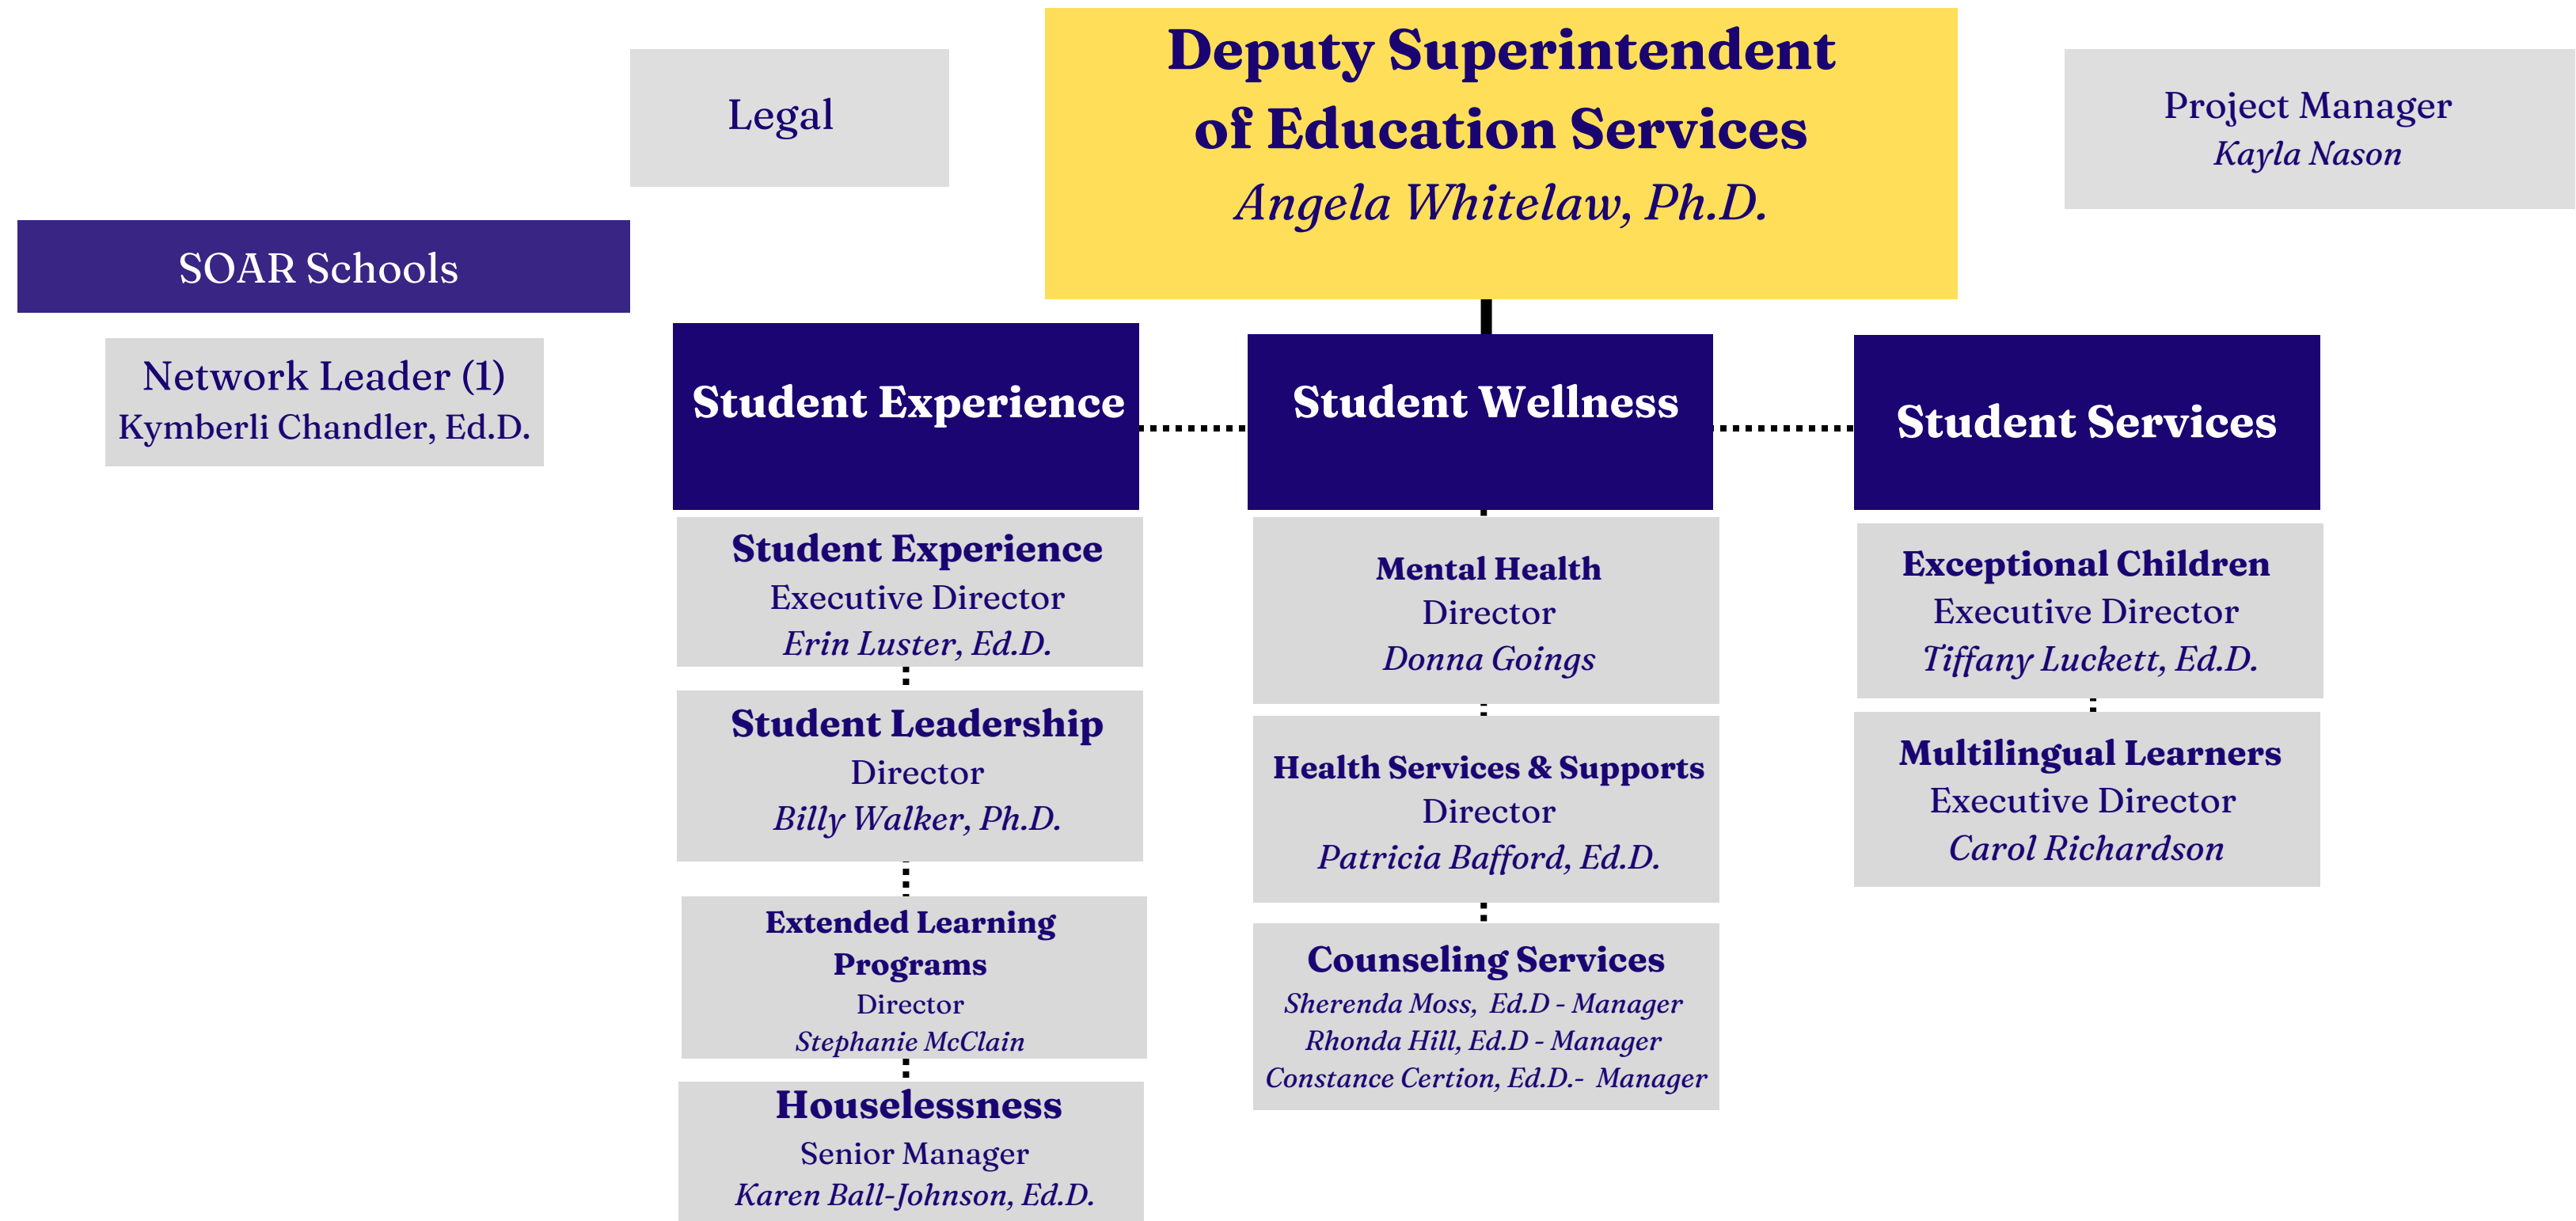 Deputy Superintendent
of Education Services
Angela Whitelaw, Ph.D.
Legal
Project Manager
Kayla Nason
SOAR Schools
Network Leader (1)
Kymberli Chandler, Ed.D.
Student Experience
Student Experience
Executive Director
Erin Luster, Ed.D.
Student Leadership
Director
Billy Walker, Ph.D.
Extended Learning
Programs
Director
Stephanie McClain
Houselessness
Senior Manager
Karen Ball-Johnson, Ed.D.
Student Wellness
Mental Health
Director
Donna Goings
Health Services & Supports
Director
Patricia Bafford, Ed.D.
Counseling Services
Sherenda Moss, Ed.D - Manager
Rhonda Hill, Ed.D - Manager
Constance Certion, Ed.D.- Manager
Student Services
Exceptional Children
Executive Director
Tiffany Luckett, Ed.D.
Multilingual Learners
Executive Director
Carol Richardson